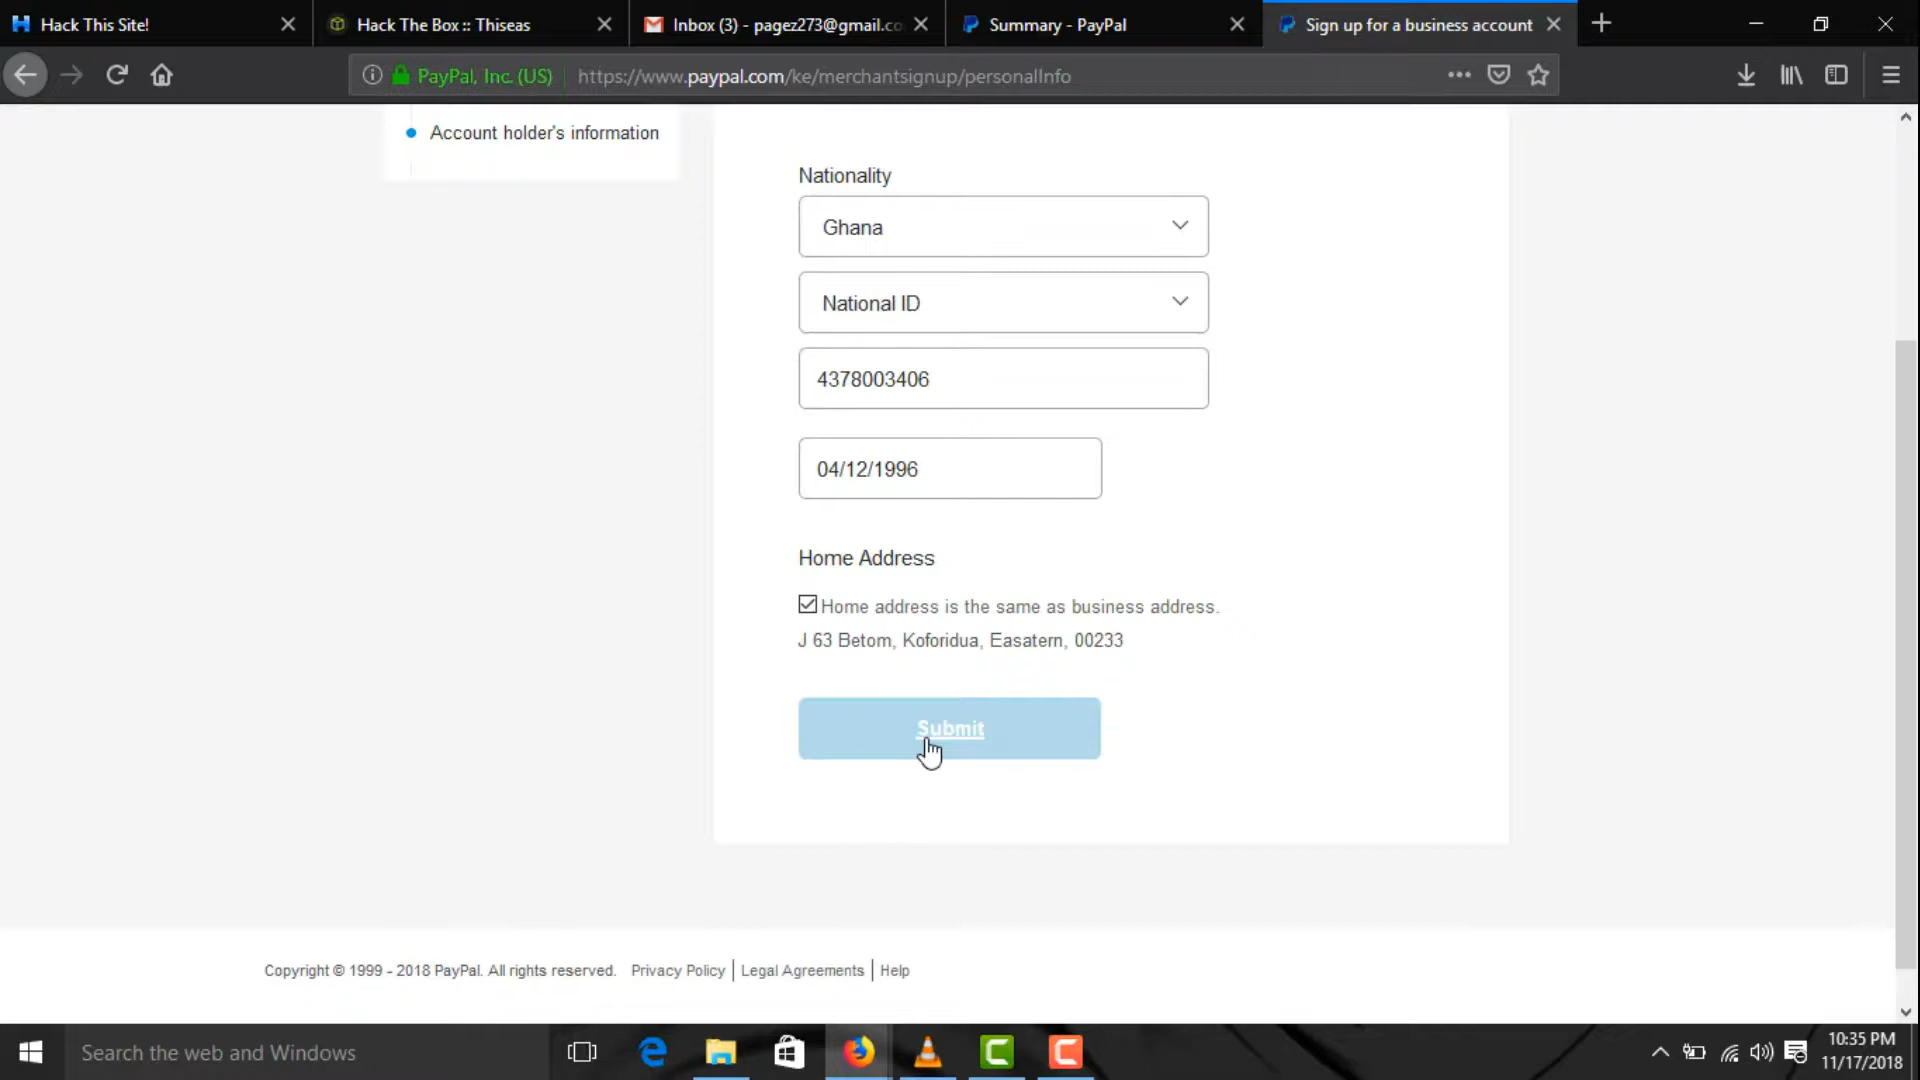 Hack This Site!
Hack The Box :: Thiseas
Inbox (3) - pagez273@gmail.co
Summary - PayPal
Sign up for a business account
PayPal, Inc. (US)
https://www.paypal.com/ke/merchantsignup/personalInfo
Account holder's information
Nationality
Ghana
National ID
4378003406
04/12/1996
Home Address
Home address is the same as business address.
J 63 Betom, Koforidua, Easatern, 00233
Submit
Copyright © 1999 - 2018 PayPal. All rights reserved. Privacy Policy | Legal Agreements | Help
Search the web and Windows
10:35 PM
11/17/2018